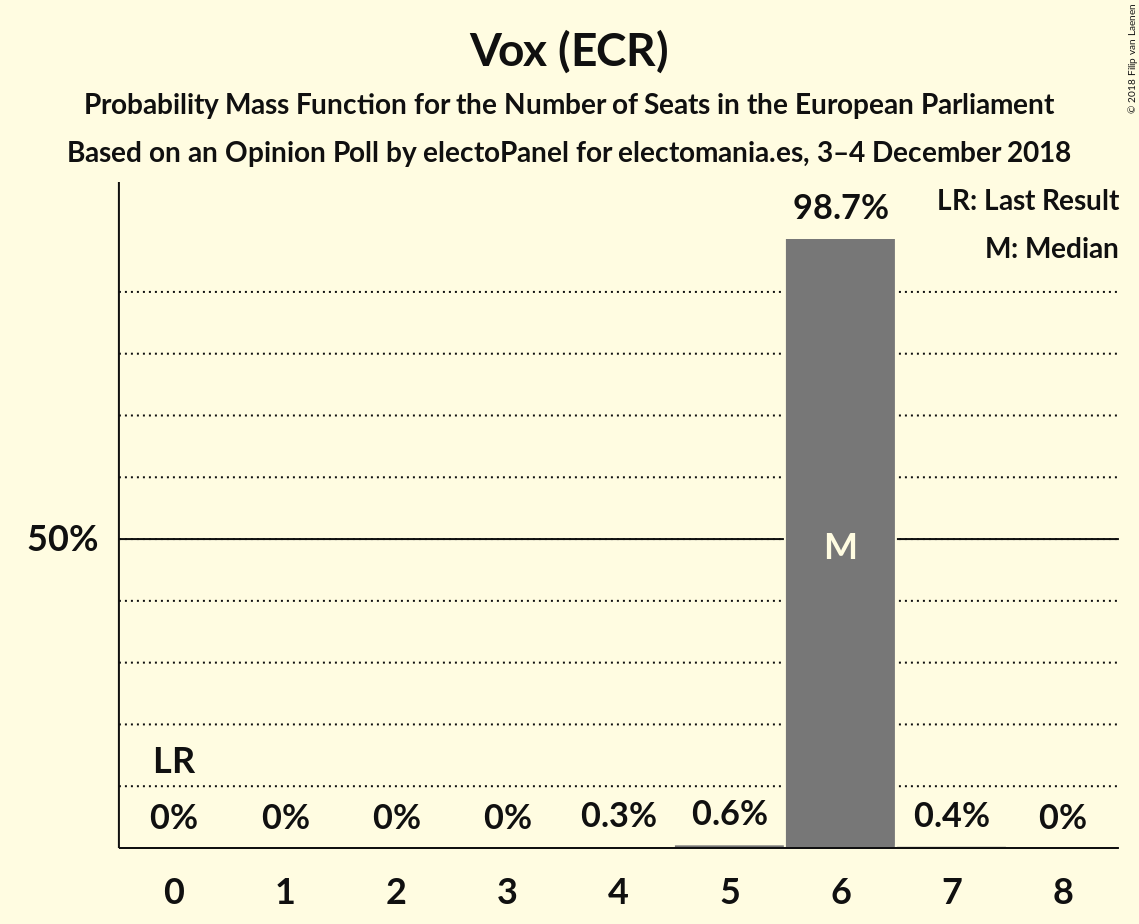 Vox (ECR)
Probability Mass Function for the Number of Seats in the European Parliament
Based on an Opinion Poll by electoPanel for electomania.es, 3–4 December 2018
© 2018 Filip van Laenen
LR: Last Result
M: Median
98.7%
50%
M
LR
0% 0% 0% 0% 0.3% 0.6% 0.4% 0%
0 1 2 3 4 5 6 7 8